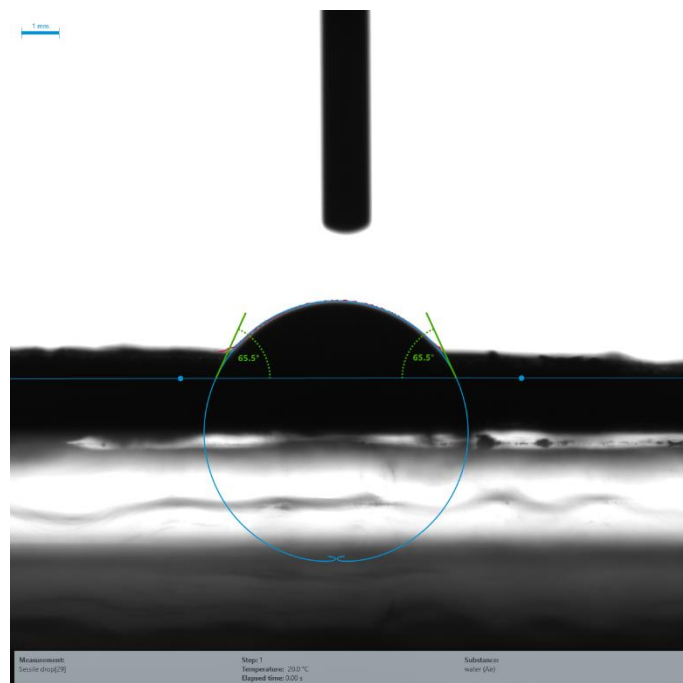 1 mm
65.5°
65.5°
Measurement:
Sessile drop[29]
Step: 1
Temperature: 20.0 °C
Elapsed time: 0.00 s
Substance:
water (Air)